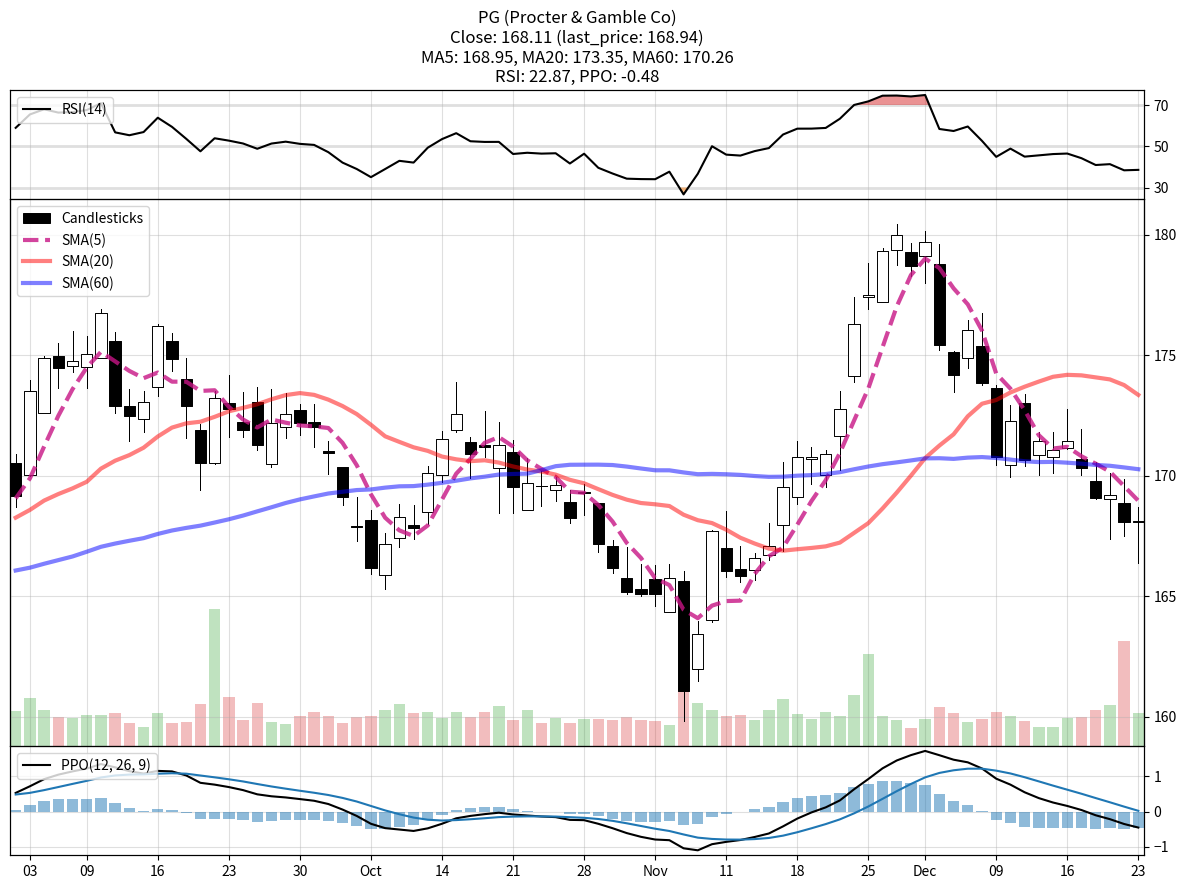 PG (Procter & Gamble Co)
Close: 168.11 (last_price: 168.94)
MA5: 168.95, MA20: 173.35, MA60: 170.26
RSI: 22.87, PPO: -0.48
RSI(14)
70
50
30
Candlesticks
SMA(5)
SMA(20)
SMA(60)
180
175
170
165
160
PPO(12, 26, 9)
1
0
−1
03 09 16 23 30 Oct 14 21 28 Nov 11 18 25 Dec 09 16 23